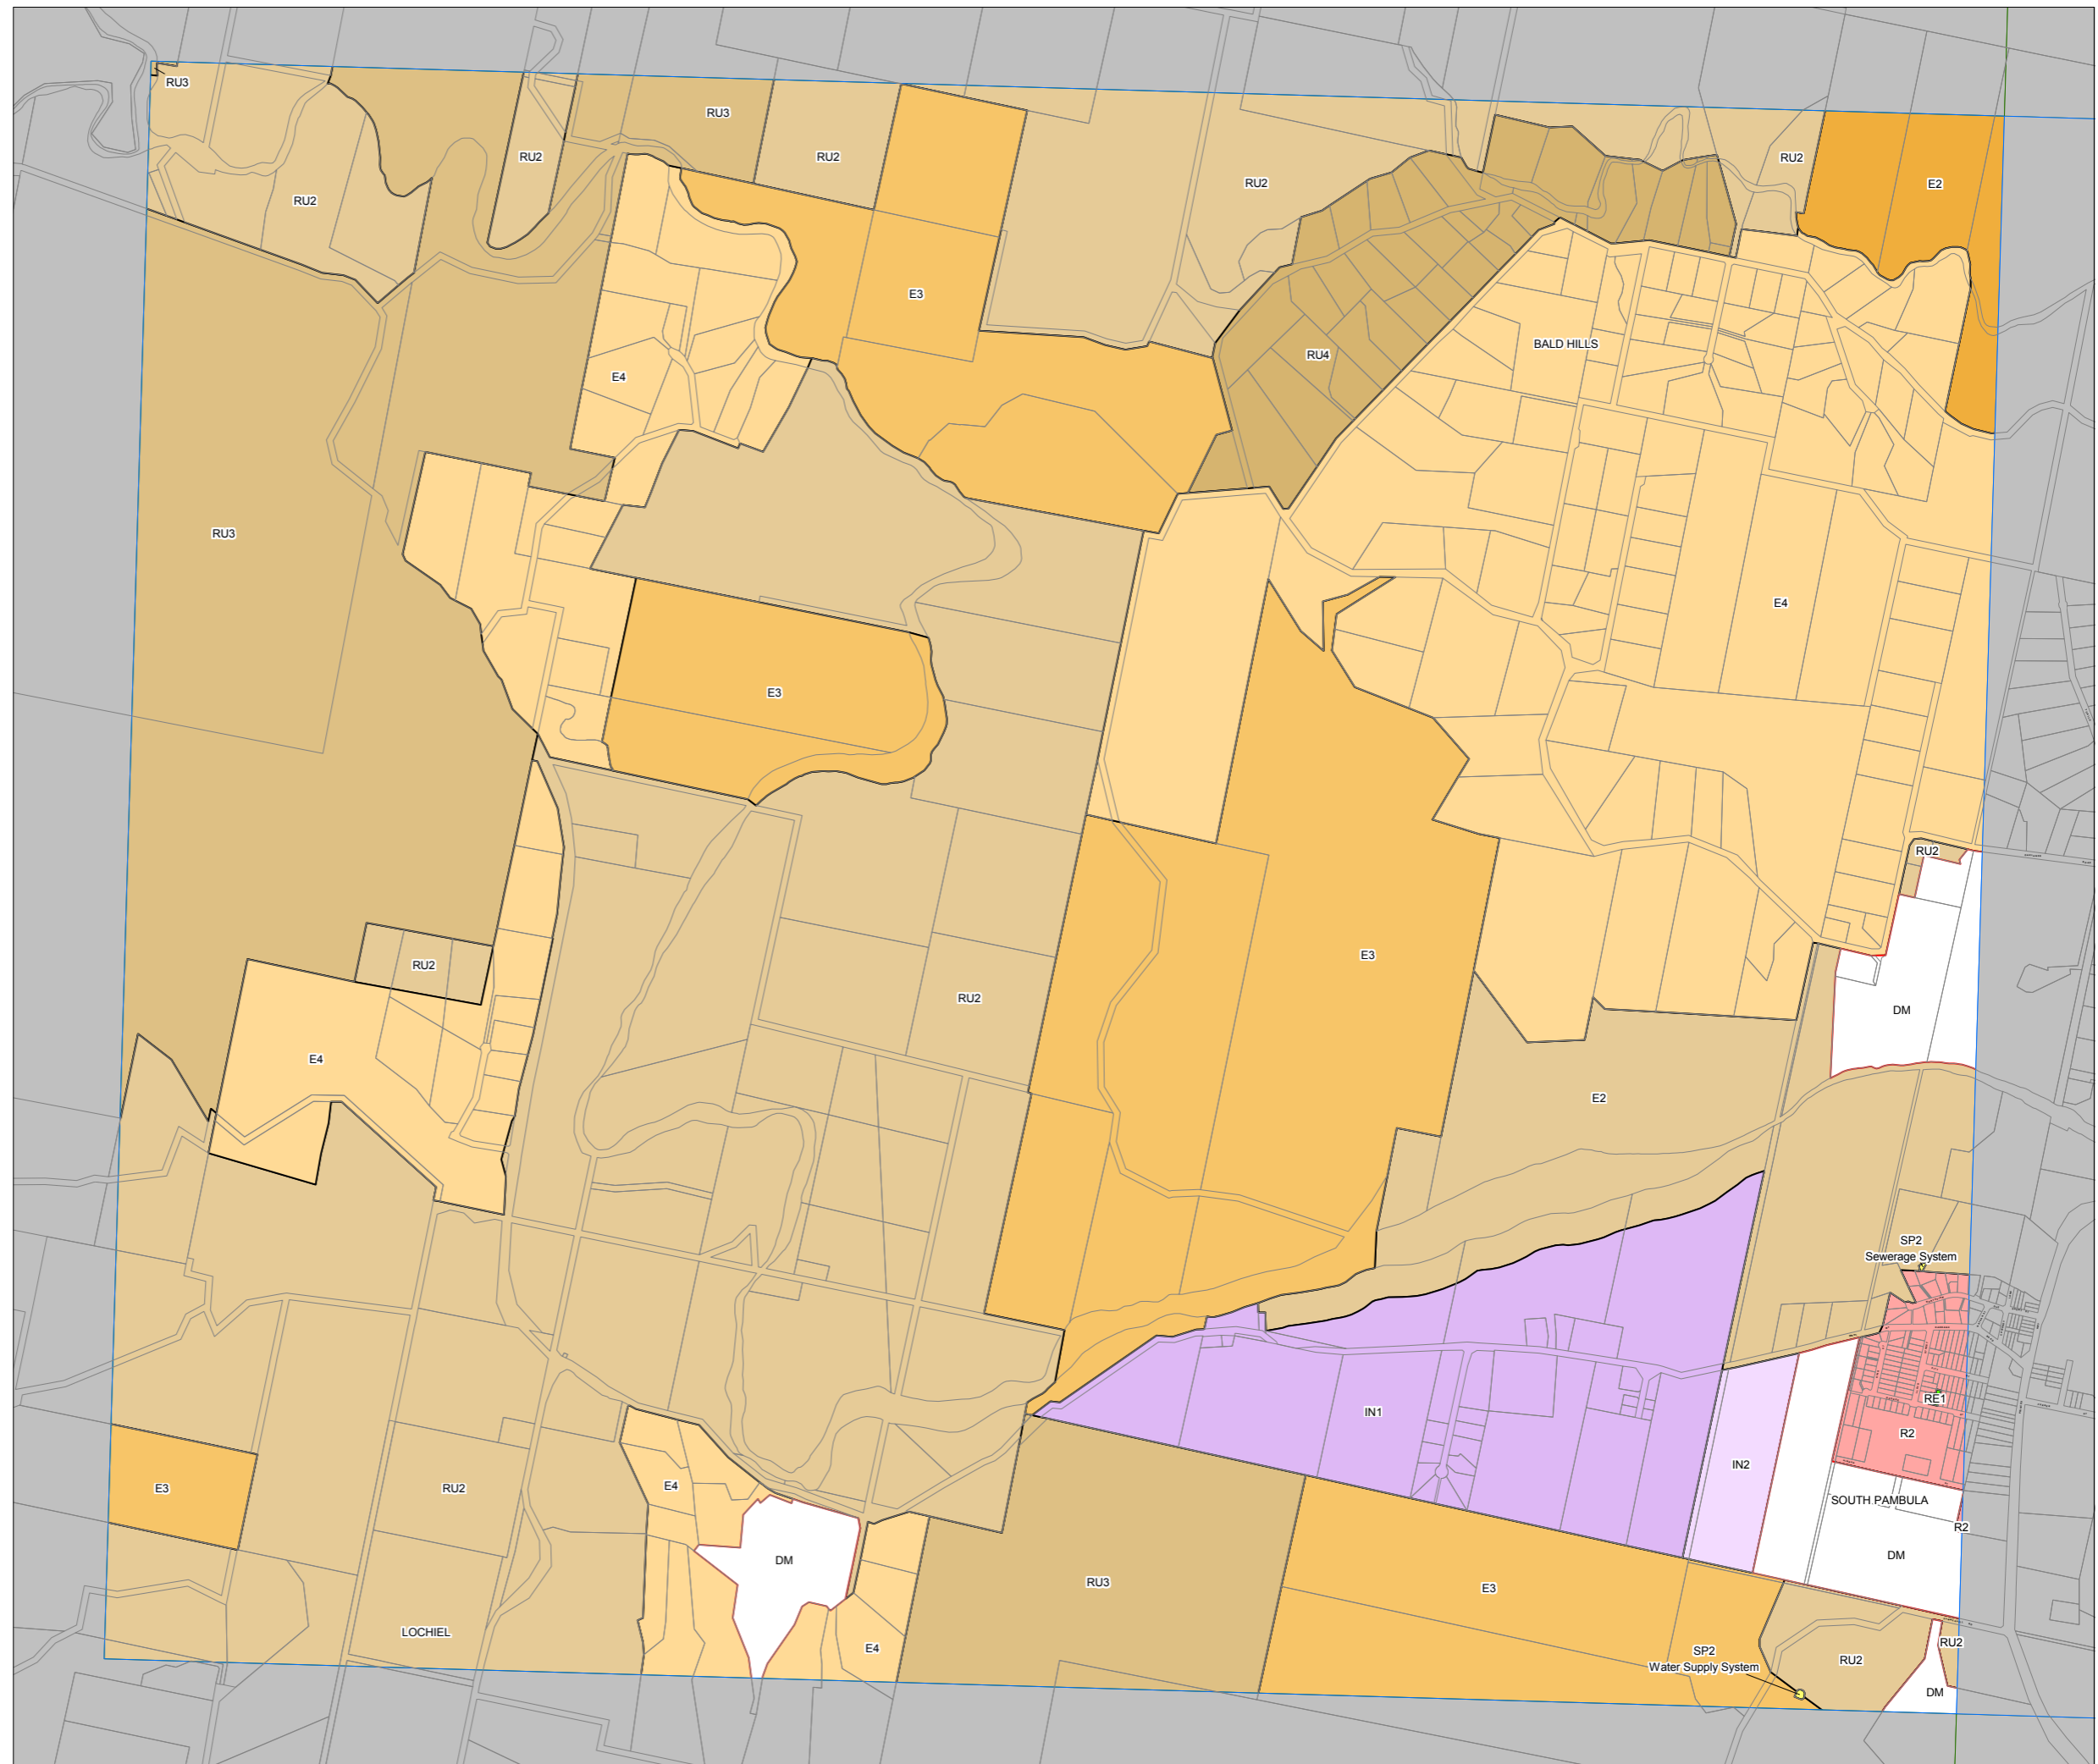 RU3
RU3
RU2
RU2
RU2
E2
RU2
RU2
E3
BALD HILLS
RU4
E4
RU3
E4
E3
RU2
E3
RU2
RU2
DM
E4
E2
SP2
Sewerage System
RE1
IN1
R2
IN2
E3
RU2
E4
SOUTH PAMBULA
R2
DM
DM
RU3
E3
LOCHIEL
E4
SP2
Water Supply System
RU2
RU2
DM